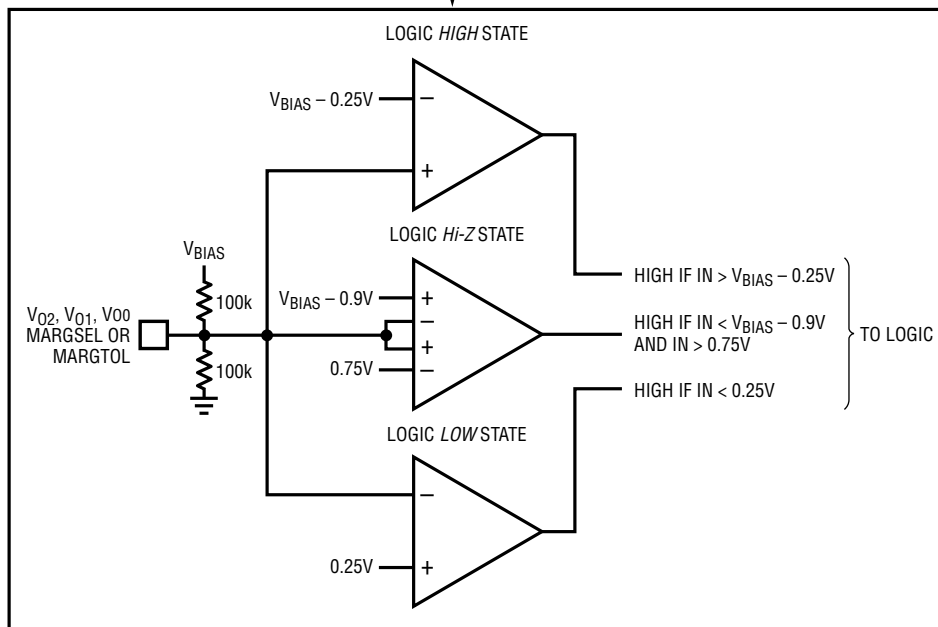 LOGIC HIGH STATE
VBIAS – 0.25V
–
+
LOGIC Hi-Z STATE
VBIAS
100k
VBIAS – 0.9V
+
–
+
–
0.75V
VO2, VO1, VOO
MARGSEL OR
MARGTOL
100k
HIGH IF IN > VBIAS – 0.25V
HIGH IF IN < VBIAS – 0.9V
AND IN > 0.75V
HIGH IF IN < 0.25V
TO LOGIC
LOGIC LOW STATE
–
0.25V
+